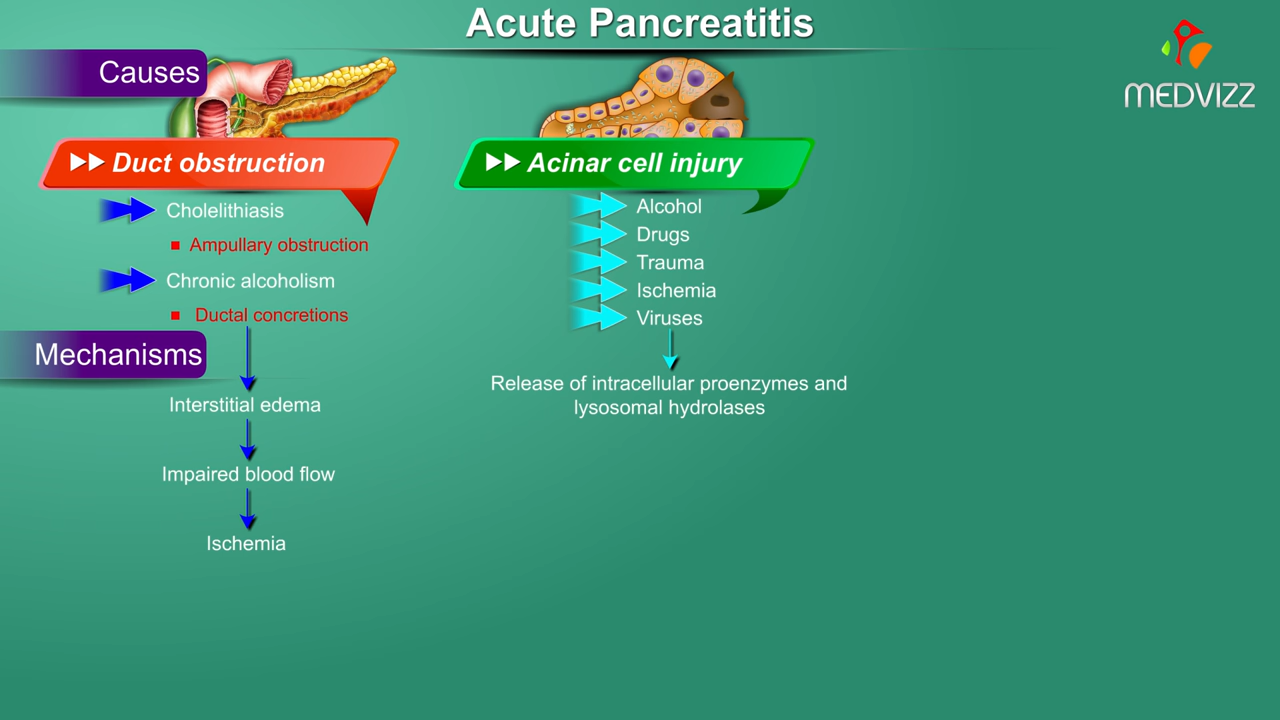 Acute Pancreatitis
MEDVIZZ
Causes
Duct obstruction
Cholelithiasis
Ampullary obstruction
Chronic alcoholism
Ductal concretions
Acinar cell injury
Alcohol
Drugs
Trauma
Ischemia
Viruses
Mechanisms
Interstitial edema
Impaired blood flow
Ischemia
Release of intracellular proenzymes and
lysosomal hydrolases